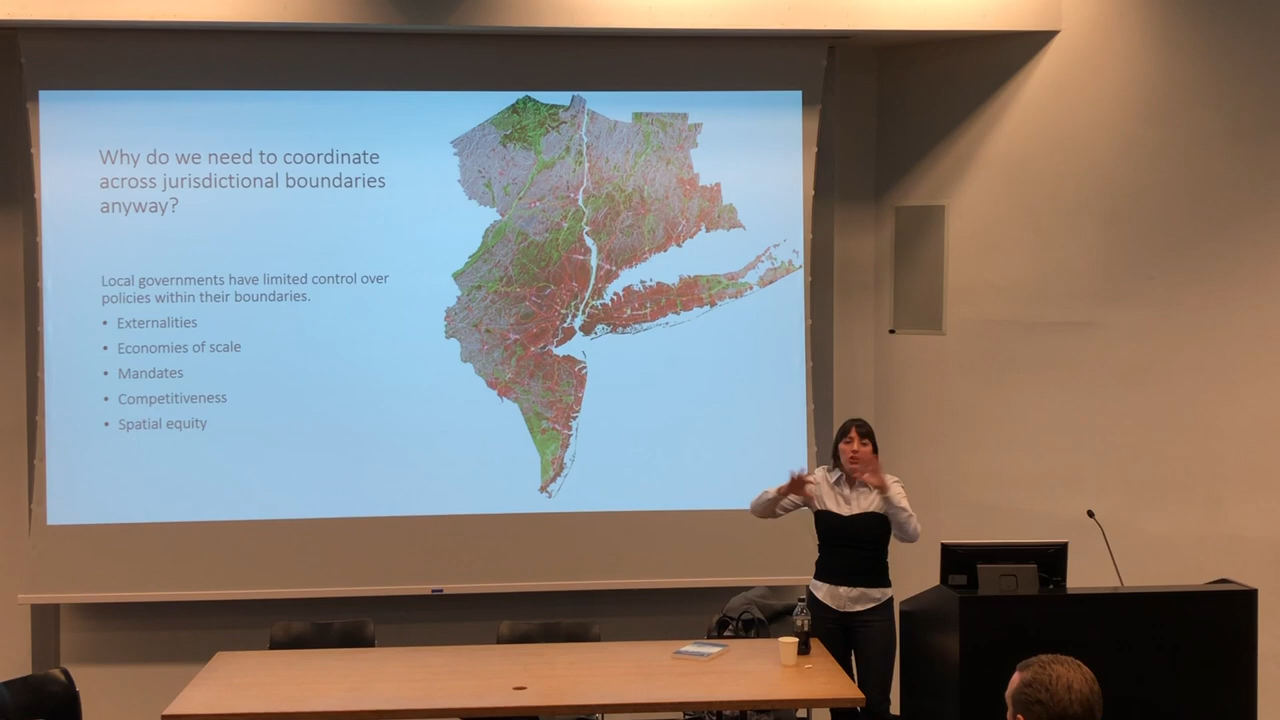 Why do we need to coordinate
across jurisdictional boundaries
anyway?
Local governments have limited control over
policies within their boundaries.
• Externalities
• Economies of scale
• Mandates
• Competitiveness
• Spatial equity